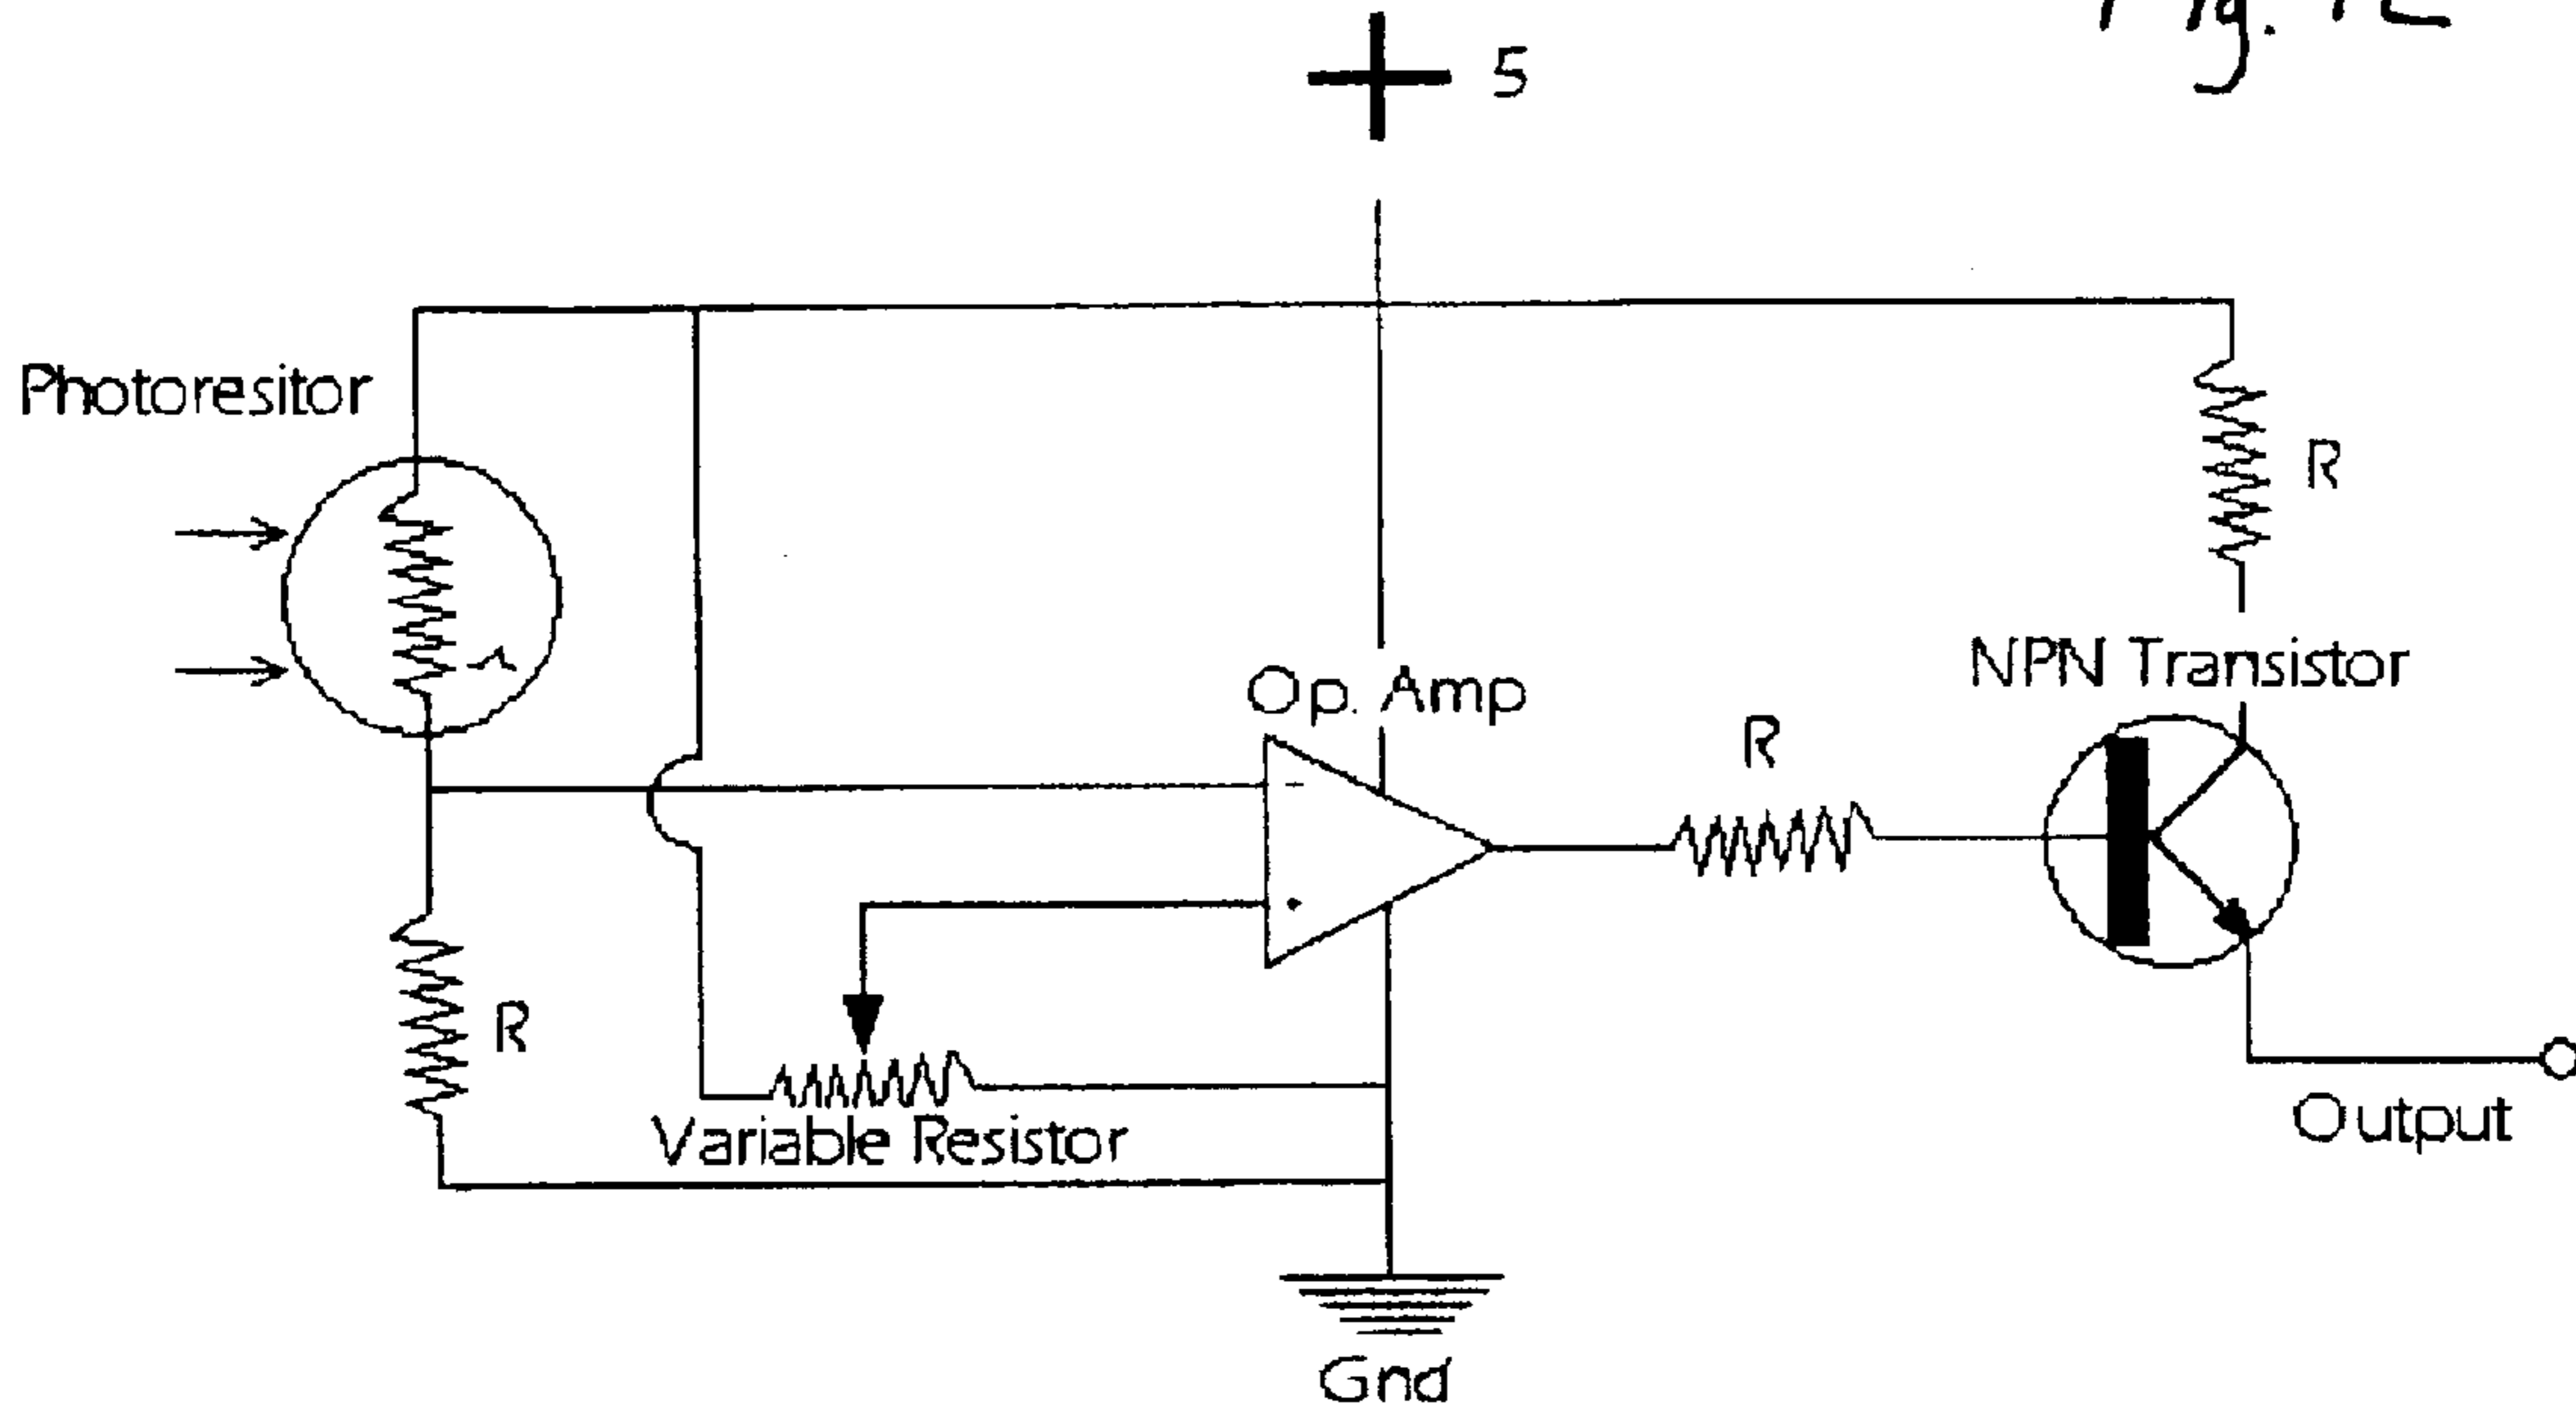 5
Photoresitor
R
NPN Transistor
Op. Amp
R
-
+
R
Variable Resistor
Output
Gnd